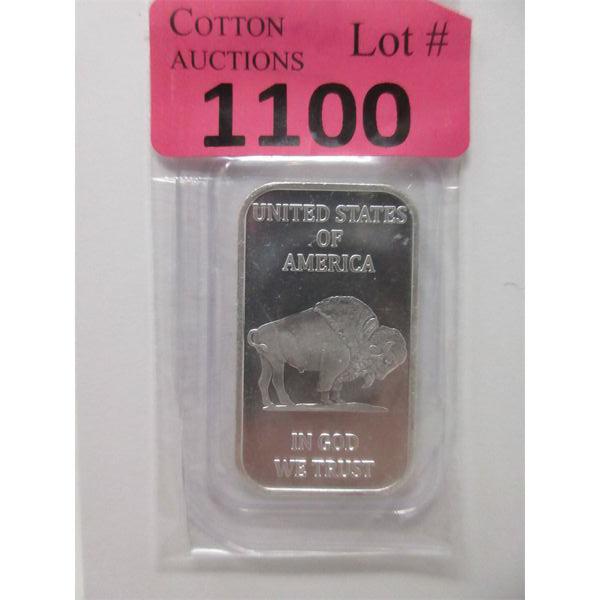 COTTON Lot #
AUCTIONS
1100
UNITED STATES
OF
AMERICA
IN GOD
WE TRUST